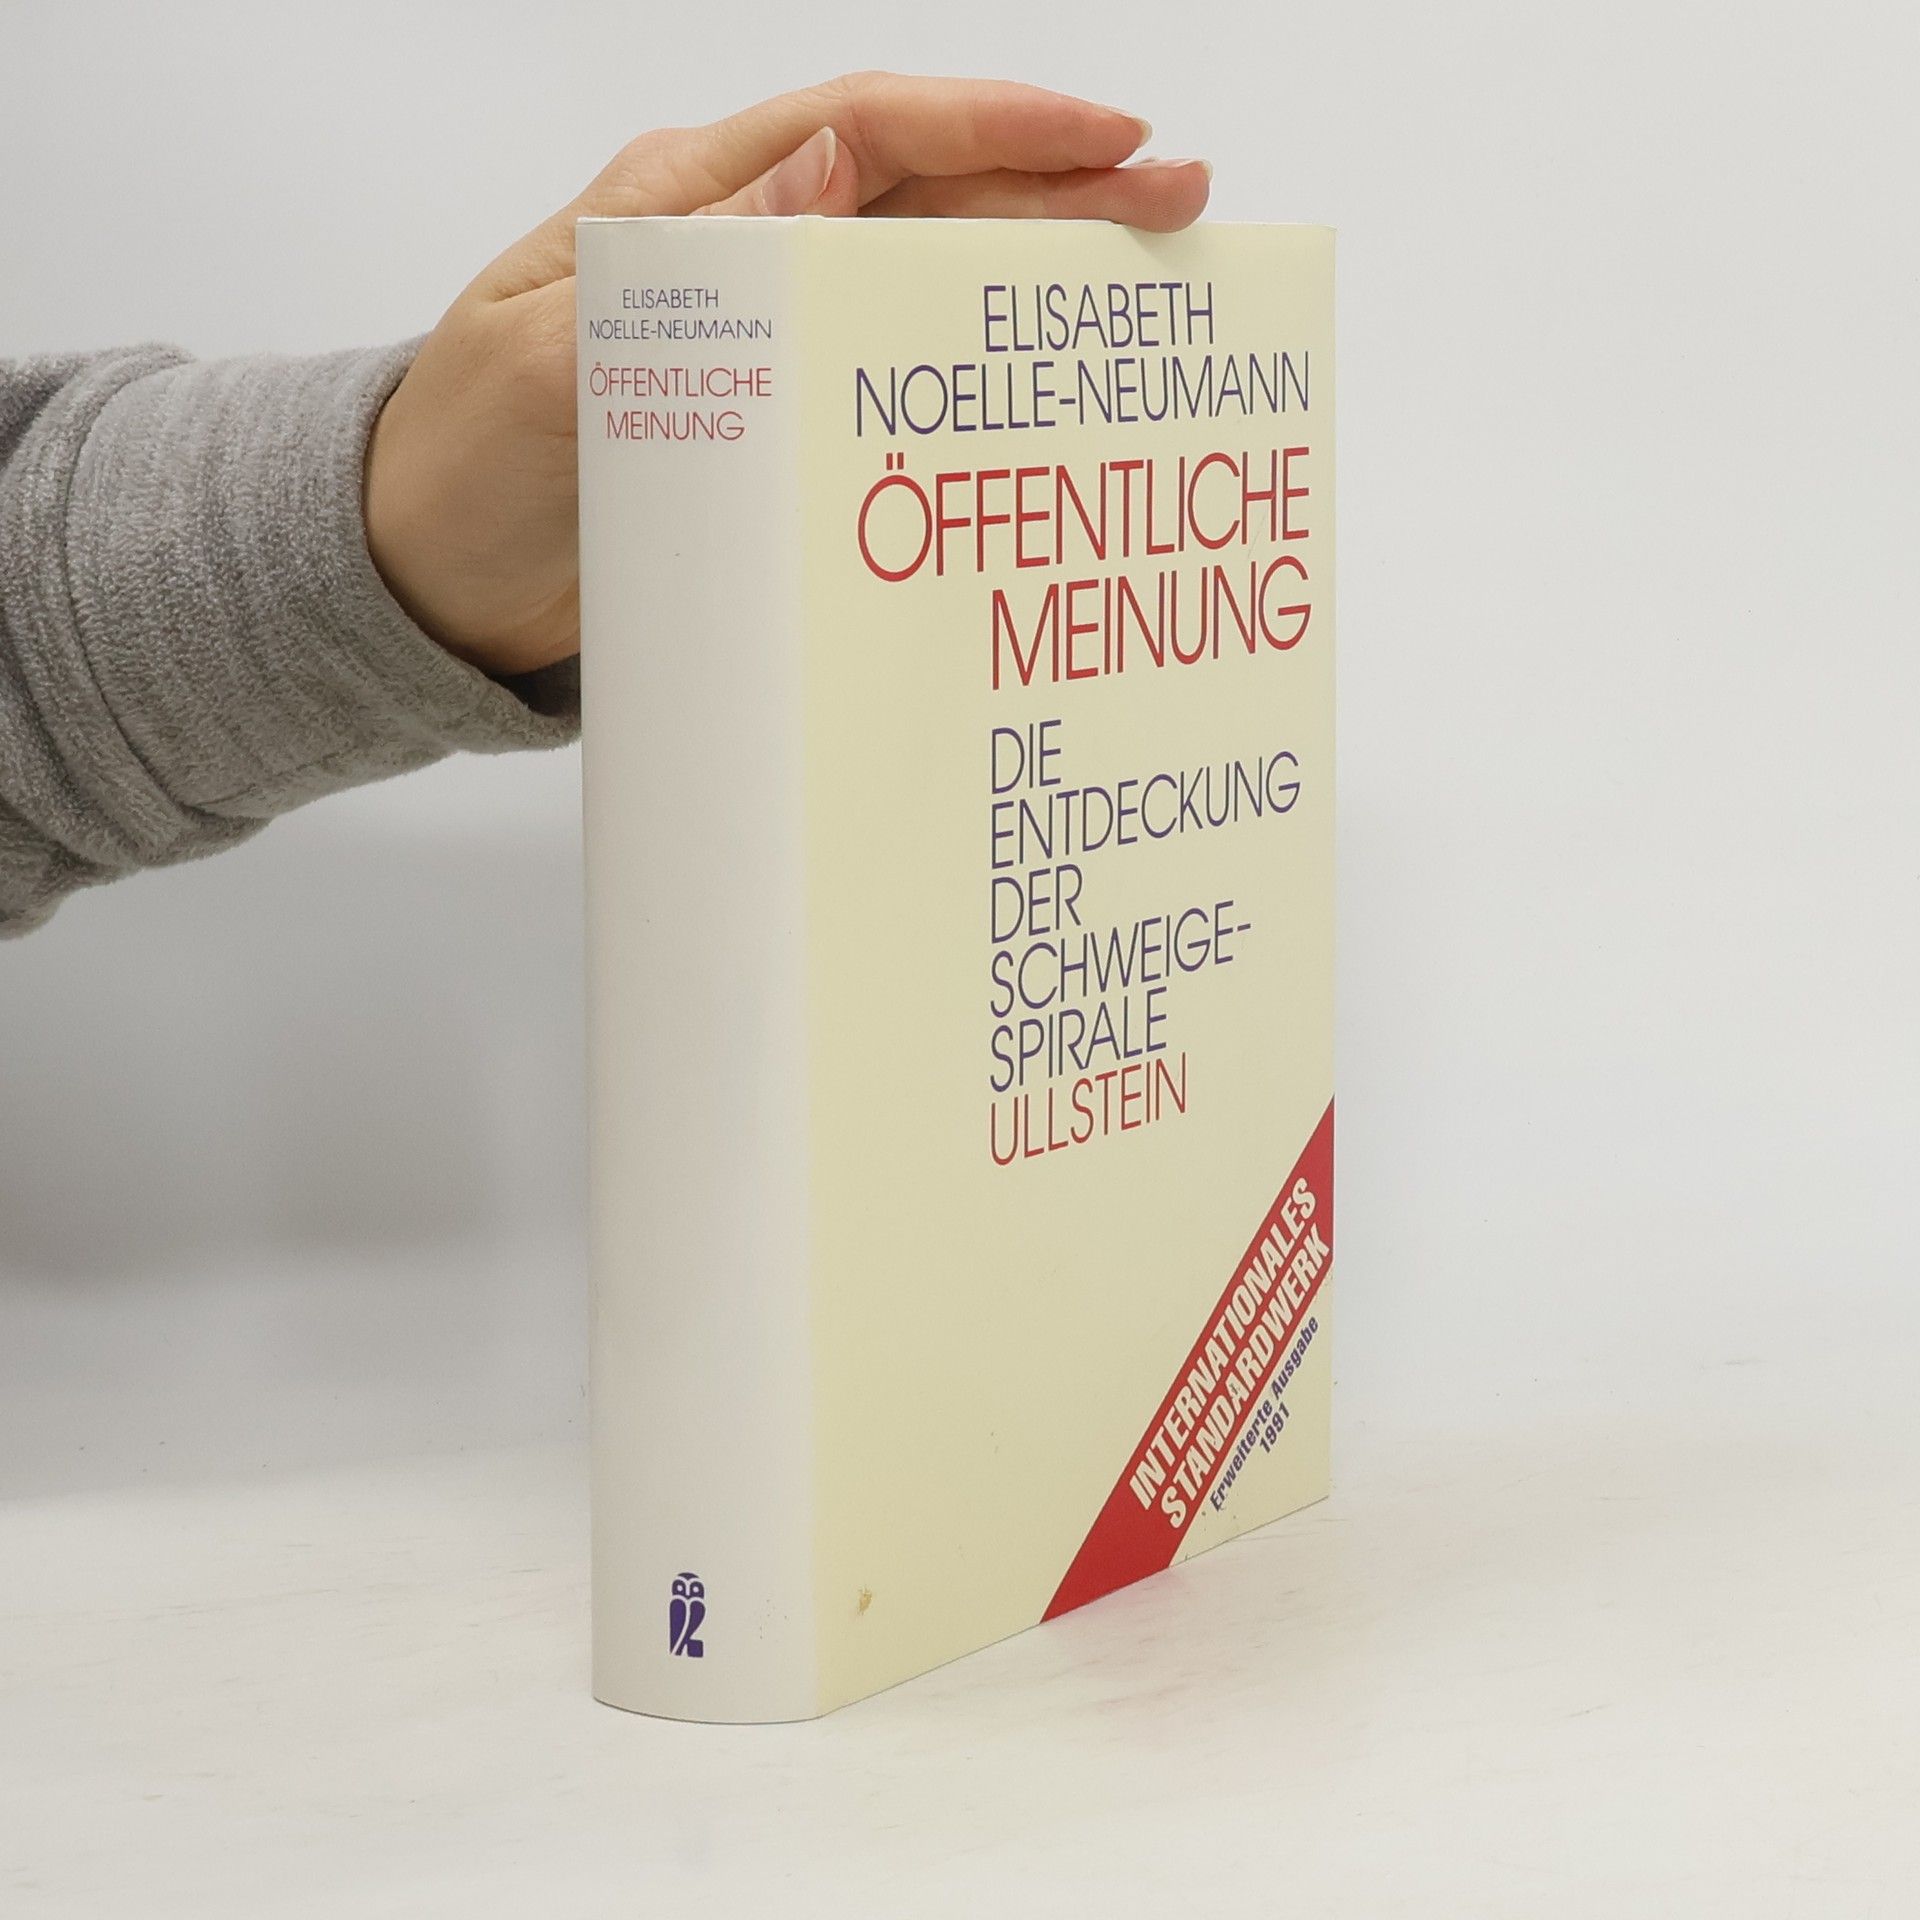 ELISABETH
NOELLE-NEUMANN
ÖFFENTLICHE
MEINUNG
ELISABETH
NOELLE-NEUMANN
ÖFFENTLICHE
MEINUNG
DIE
ENTDECKUNG
DER
SCHWEIGE-
SPIRALE
ULLSTEIN
INTERNATIONALES
STANDARDWERK
Erweiterte Ausgabe
1991